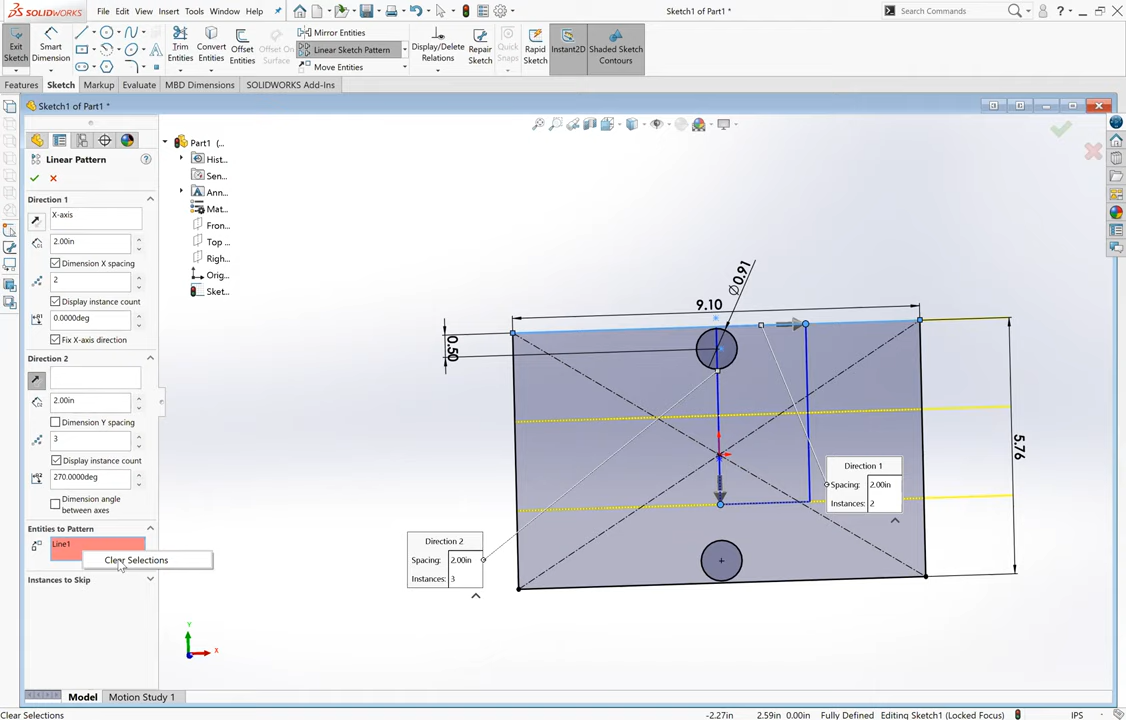 SOLIDWORKS
File Edit View Insert Tools Window
Sketch1 of Part1 *
Search Commands
Exit Sketch
Smart Dimension
Trim Entities
Convert Entities
Offset Entities
Offset On Surface
Mirror Entities
Linear Sketch Pattern
Move Entities
Display/Delete Relations
Repair Sketch
Quick Snaps
Rapid Sketch
Instant2D
Shaded Sketch Contours
Features Sketch Markup Evaluate MBD Dimensions SOLIDWORKS Add-Ins
Sketch1 of Part1 *
Linear Pattern
Direction 1
X-axis
2.00in
Dimension X spacing
2
Display instance count
0.0000deg
Fix X-axis direction
Direction 2
2.00in
Dimension Y spacing
3
Display instance count
270.0000deg
Dimension angle between axes
Entities to Pattern
Line1
Clear Selections
Instances to Skip
Part1 (...
Hist...
Sen...
Ann...
Mat...
Fron...
Top ...
Righ...
Orig...
Sket...
Ø0.91
9.10
0.50
5.76
Direction 1
Spacing: 2.00in
Instances: 2
Direction 2
Spacing: 2.00in
Instances: 3
Y
X
Model Motion Study 1
Clear Selections
-2.27in 2.59in 0.00in Fully Defined Editing Sketch1 (Locked Focus) IPS